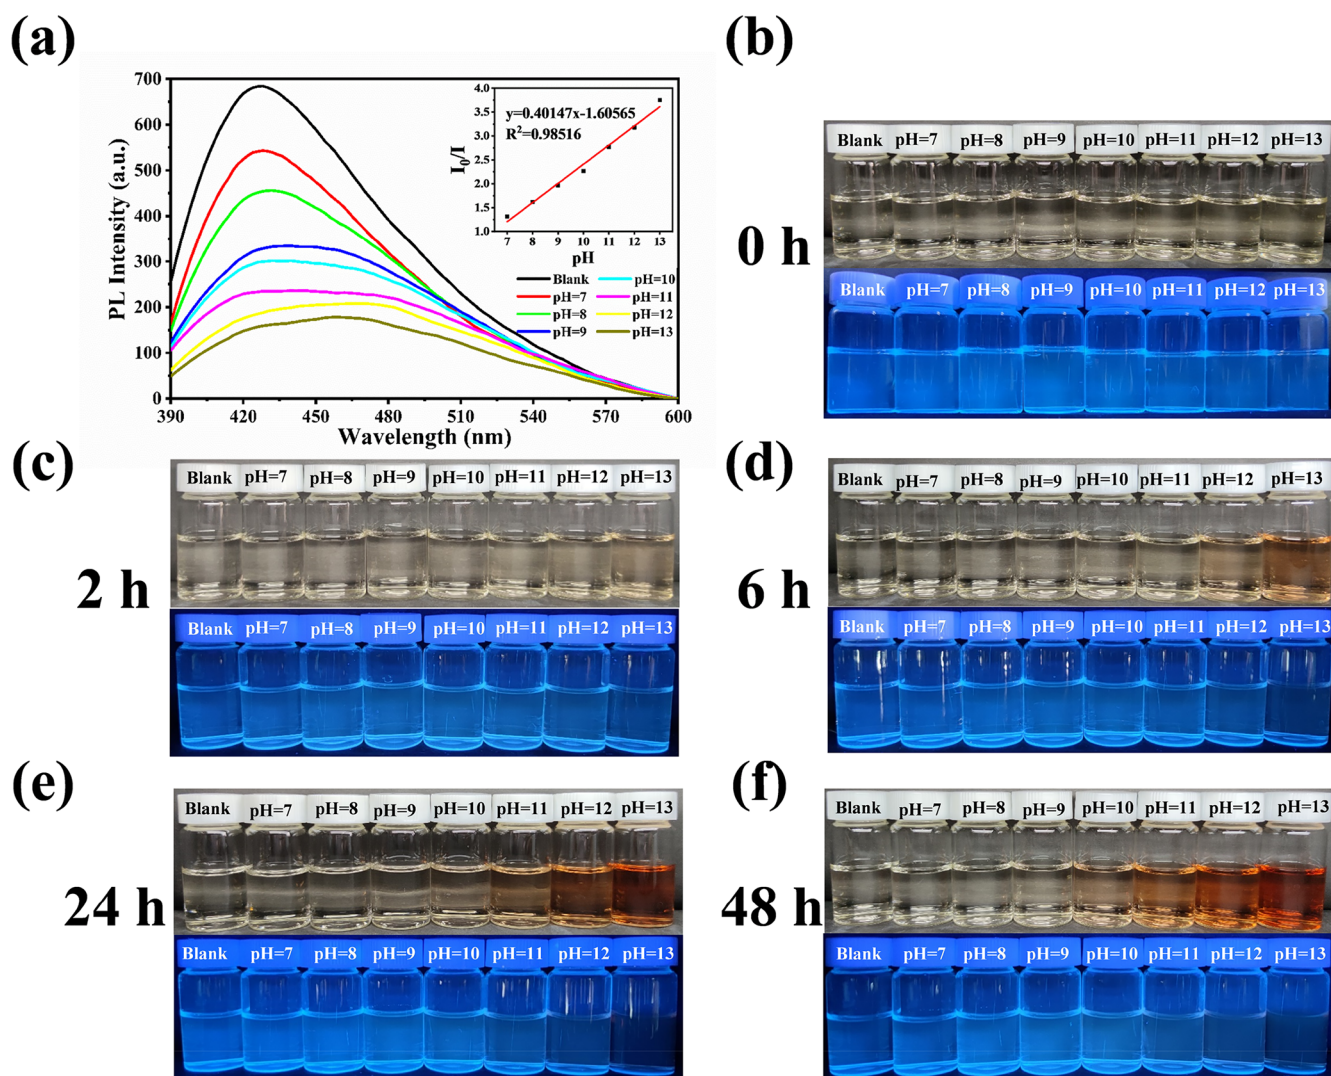 (a)
PL Intensity (a.u.)
700
650
600
550
500
450
400
350
300
250
200
150
100
50
0
390 420 450 480 510 540 570 600
Wavelength (nm)
I₀/I
4.0
3.5
3.0
2.5
2.0
1.5
1.0
y=0.40147x-1.60565
R²=0.98516
7 8 9 10 11 12 13
pH
Blank pH=10
pH=7 pH=11
pH=8 pH=12
pH=9 pH=13
(b)
0 h
Blank pH=7 pH=8 pH=9 pH=10 pH=11 pH=12 pH=13
Blank pH=7 pH=8 pH=9 pH=10 pH=11 pH=12 pH=13
(c)
2 h
Blank pH=7 pH=8 pH=9 pH=10 pH=11 pH=12 pH=13
Blank pH=7 pH=8 pH=9 pH=10 pH=11 pH=12 pH=13
(d)
6 h
Blank pH=7 pH=8 pH=9 pH=10 pH=11 pH=12 pH=13
Blank pH=7 pH=8 pH=9 pH=10 pH=11 pH=12 pH=13
(e)
24 h
Blank pH=7 pH=8 pH=9 pH=10 pH=11 pH=12 pH=13
Blank pH=7 pH=8 pH=9 pH=10 pH=11 pH=12 pH=13
(f)
48 h
Blank pH=7 pH=8 pH=9 pH=10 pH=11 pH=12 pH=13
Blank pH=7 pH=8 pH=9 pH=10 pH=11 pH=12 pH=13